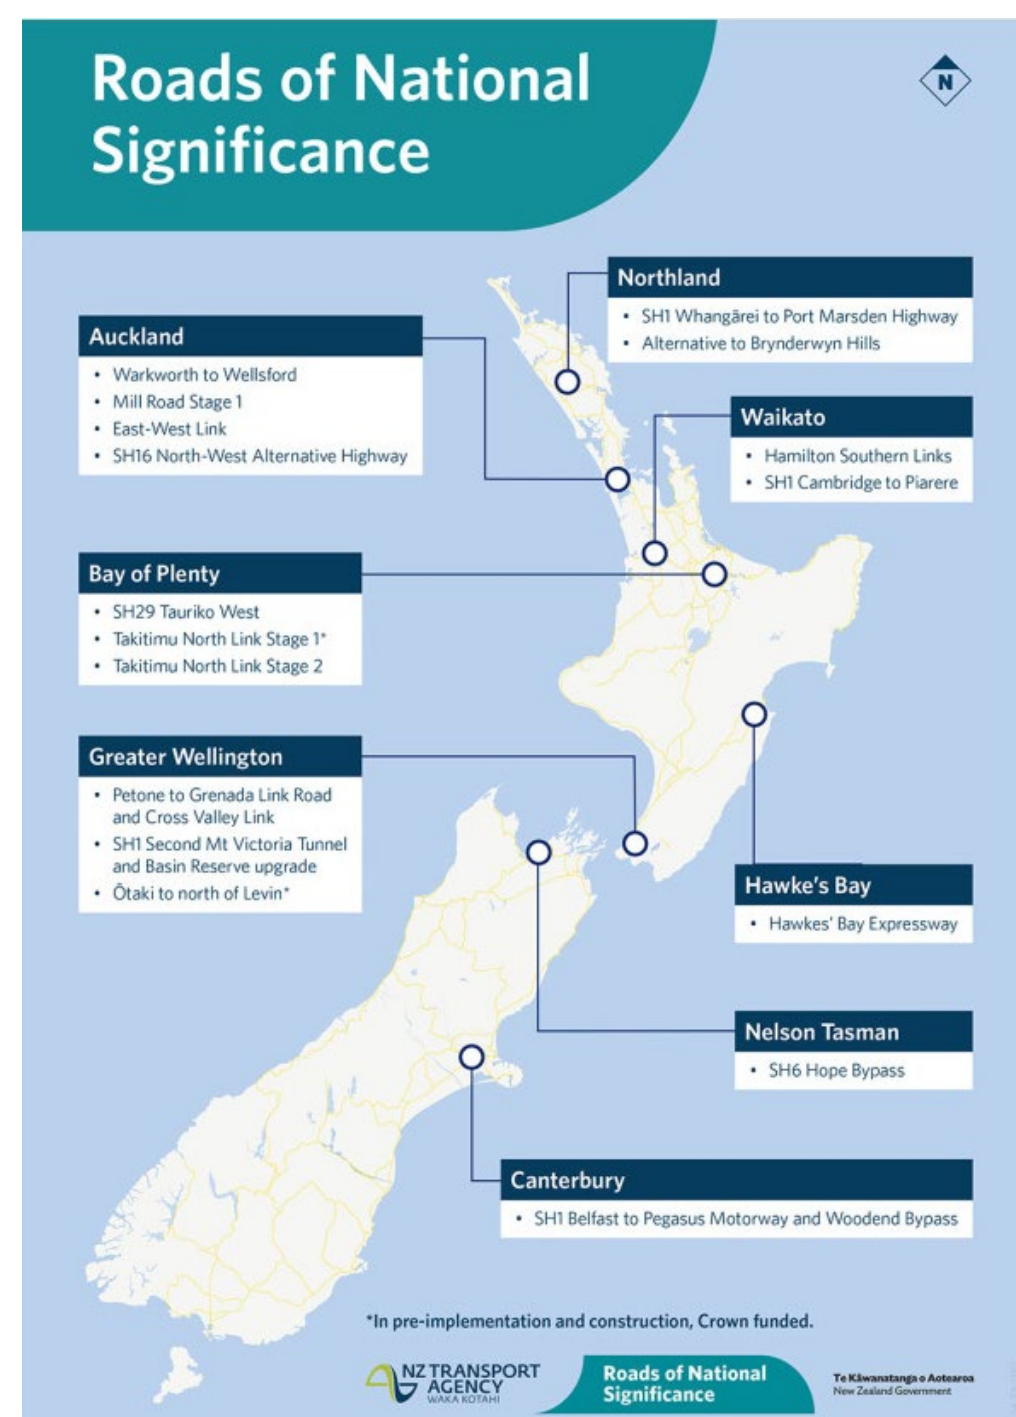 Roads of National
Significance
N
Northland
• SH1 Whangārei to Port Marsden Highway
• Alternative to Brynderwyn Hills
Auckland
• Warkworth to Wellsford
• Mill Road Stage 1
• East-West Link
• SH16 North-West Alternative Highway
Waikato
• Hamilton Southern Links
• SH1 Cambridge to Piarere
Bay of Plenty
• SH29 Tauriko West
• Takitimu North Link Stage 1*
• Takitimu North Link Stage 2
Greater Wellington
• Petone to Grenada Link Road
and Cross Valley Link
• SH1 Second Mt Victoria Tunnel
and Basin Reserve upgrade
• Ōtaki to north of Levin*
Hawke's Bay
• Hawkes' Bay Expressway
Nelson Tasman
• SH6 Hope Bypass
Canterbury
• SH1 Belfast to Pegasus Motorway and Woodend Bypass
*In pre-implementation and construction, Crown funded.
NZ TRANSPORT
AGENCY
WAKA KOTAHI
Roads of National
Significance
Te Kāwanatanga o Aotearoa
New Zealand Government